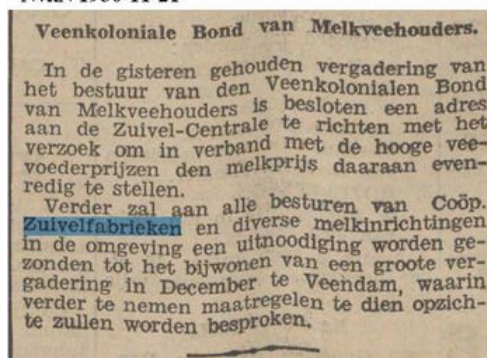 Veenkoloniale Bond van Melkveehouders.
In de gisteren gehouden vergadering van
het bestuur van den Veenkolonialen Bond
van Melkveehouders is besloten een adres
aan de Zuivel-Centrale te richten met het
verzoek om in verband met de hooge vee-
voederprijzen den melkprijs daaraan even-
redig te stellen.
Verder zal aan alle besturen van Coöp.
Zuivelfabrieken en diverse melkinrichtingen
in de omgeving een uitnoodiging worden ge-
zonden tot het bijwonen van een groote ver-
gadering in December te Veendam, waarin
verder te nemen maatregelen te dien opzich-
te zullen worden besproken.